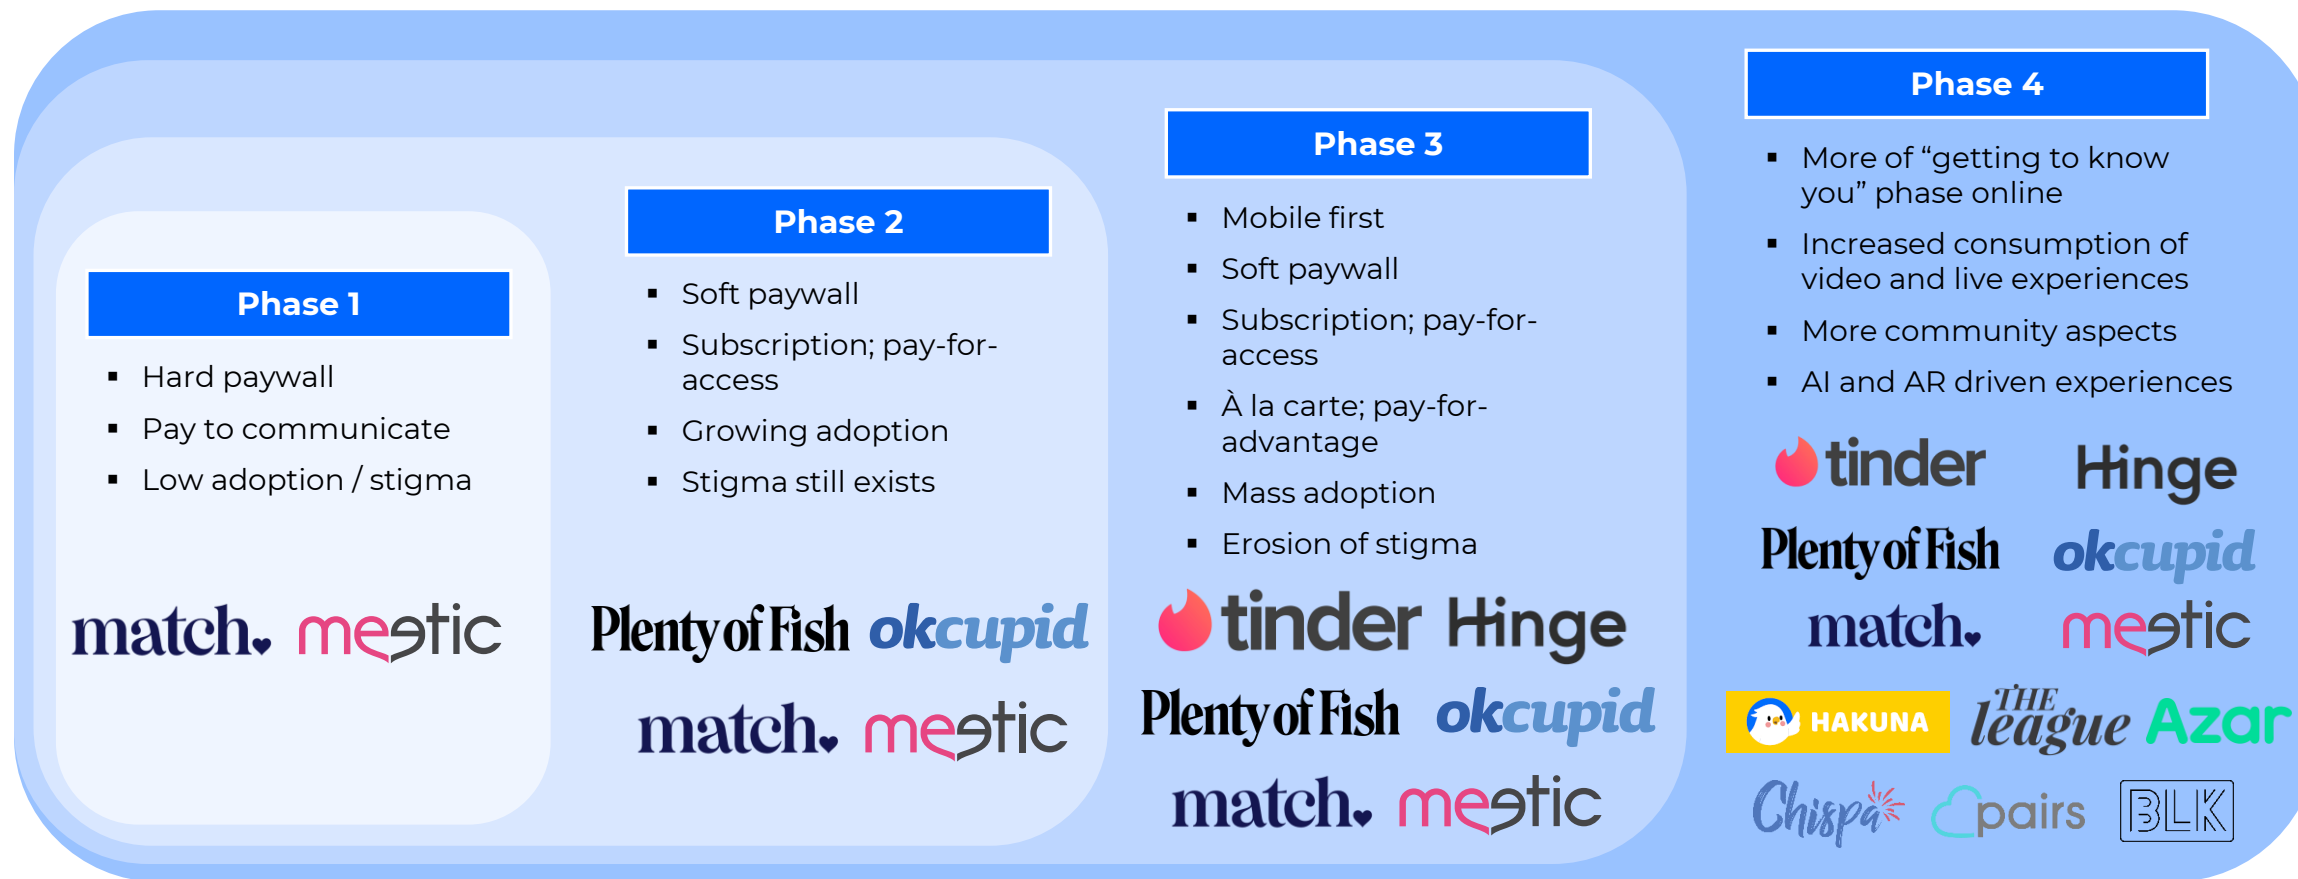 Phase 1
Hard paywall
Pay to communicate
Low adoption / stigma
match
meetic
Phase 2
Soft paywall
Subscription; pay-for-
access
Growing adoption
Stigma still exists
Plenty of Fish
okcupid
match
meetic
Phase 3
Mobile first
Soft paywall
Subscription; pay-for-
access
À la carte; pay-for-
advantage
Mass adoption
Erosion of stigma
tinder
Hinge
Plenty of Fish
okcupid
match
meetic
Phase 4
More of “getting to know
you” phase online
Increased consumption of
video and live experiences
More community aspects
AI and AR driven experiences
tinder
Hinge
Plenty of Fish
okcupid
match
meetic
HAKUNA
THE
league
Azar
Chispa
pairs
BLK